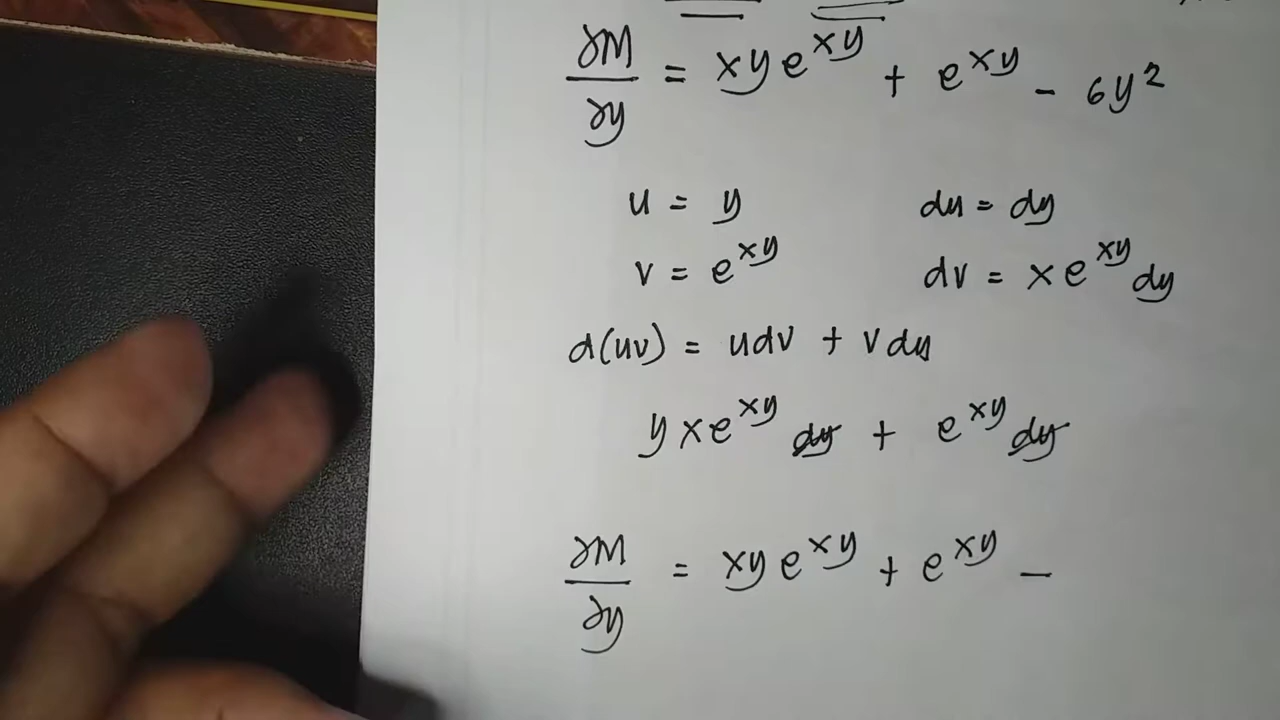 ∂M/∂y = xye^xy + e^xy - 6y²
u = y du = dy
v = e^xy dv = xe^xy dy
d(uv) = udv + vdu
yxe^xy dy + e^xy dy
∂M/∂y = xye^xy + e^xy -